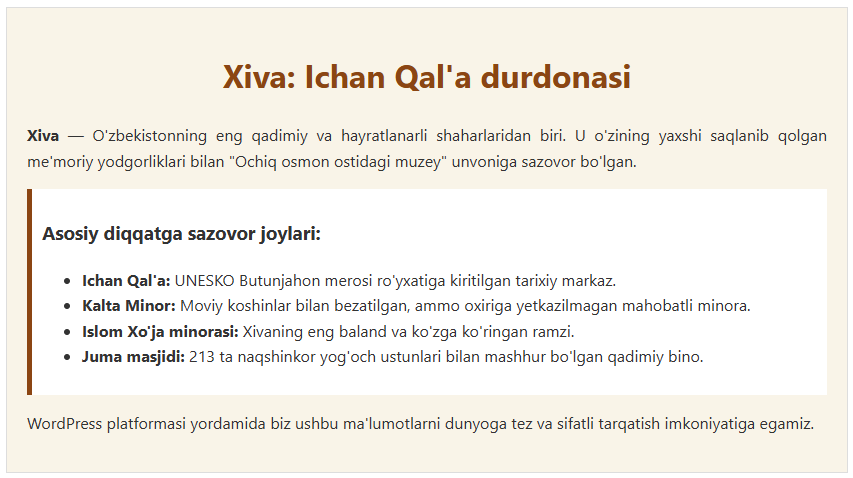 Xiva: Ichan Qal'a durdonasi
Xiva — O'zbekistonning eng qadimiy va hayratlanarli shaharlaridan biri. U o'zining yaxshi saqlanib qolgan
me'moriy yodgorliklari bilan "Ochiq osmon ostidagi muzey" unvoniga sazovor bo'lgan.
Asosiy diqqatga sazovor joylari:
• Ichan Qal'a: UNESKO Butunjahon merosi ro'yxatiga kiritilgan tarixiy markaz.
• Kalta Minor: Moviy koshinlar bilan bezatilgan, ammo oxiriga yetkazilmagan mahobatli minora.
• Islom Xo'ja minorasi: Xivaning eng baland va ko'zga ko'ringan ramzi.
• Juma masjidi: 213 ta naqshinkor yog'och ustunlari bilan mashhur bo'lgan qadimiy bino.
WordPress platformasi yordamida biz ushbu ma'lumotlarni dunyoga tez va sifatli tarqatish imkoniyatiga egamiz.